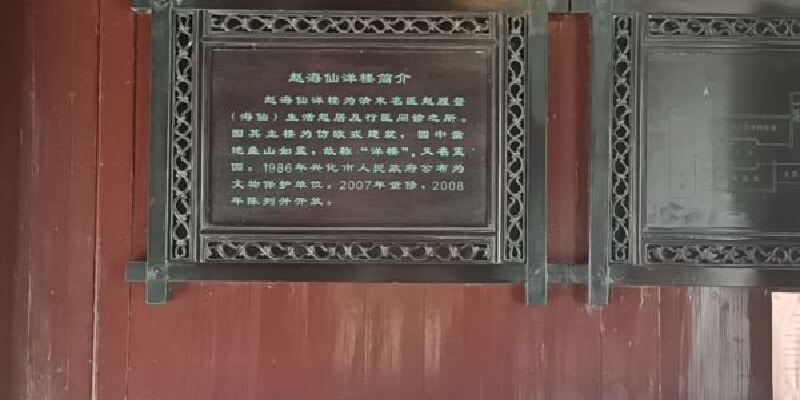 赵海仙洋楼简介
赵海仙洋楼为清末名医赵履鳌
（海仙）生活起居及行医问诊之所。
因其主楼为仿欧式建筑，园中凿
池叠山如盖，故称“洋楼”，又名盖
园。1986年兴化市人民政府公布为
文物保护单位。2007年重修，2008
年陈列并开放。